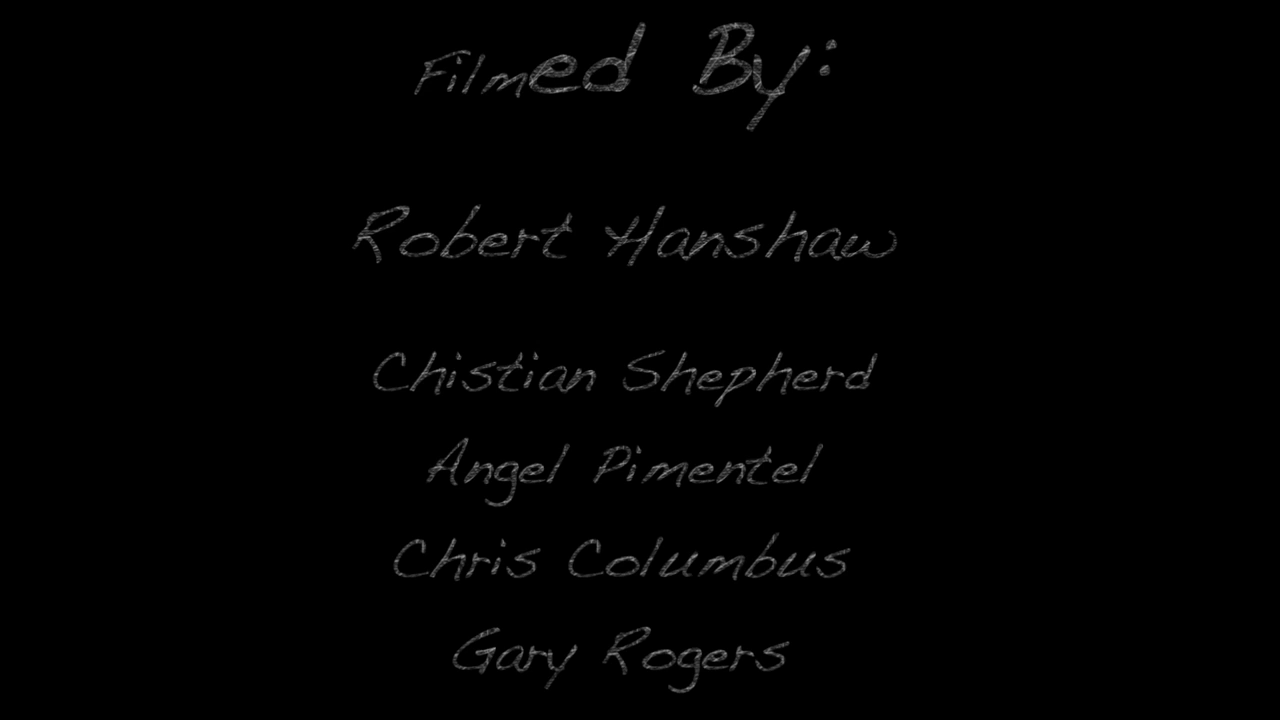 Filmed By:
Robert Hanshaw
Chistian Shepherd
Angel Pimentel
Chris Columbus
Gary Rogers